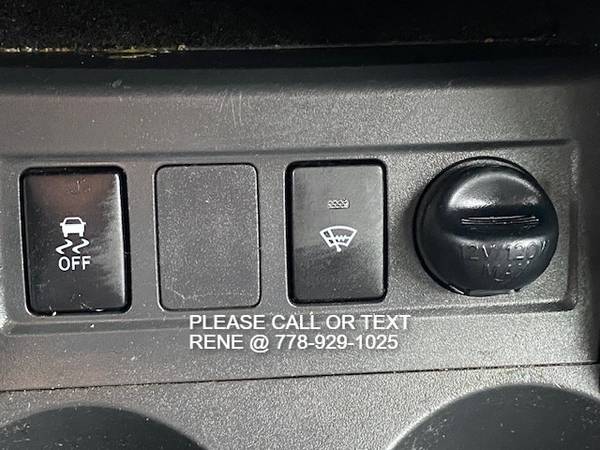 OFF
12V/120W
MAX
PLEASE CALL OR TEXT
RENE @ 778-929-1025